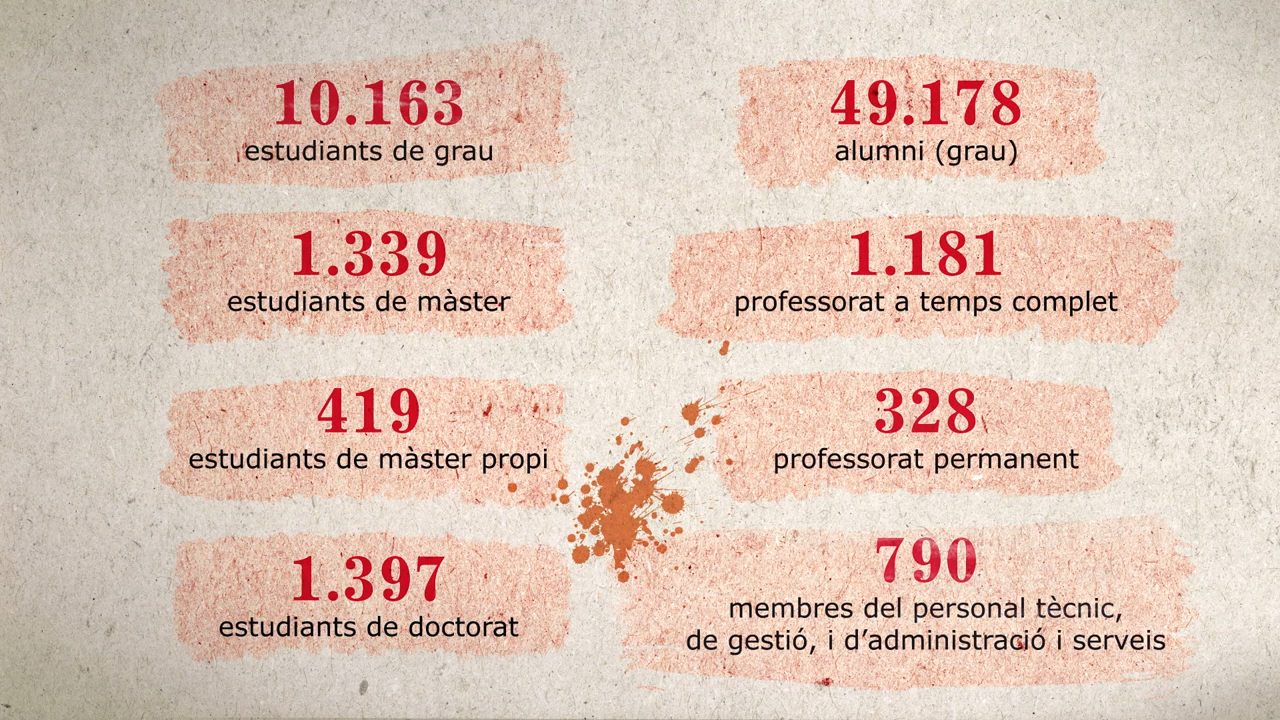 10.163
estudiants de grau
1.339
estudiants de màster
419
estudiants de màster propi
1.397
estudiants de doctorat
49.178
alumni (grau)
1.181
professorat a temps complet
328
professorat permanent
790
membres del personal tècnic,
de gestió, i d’administració i serveis